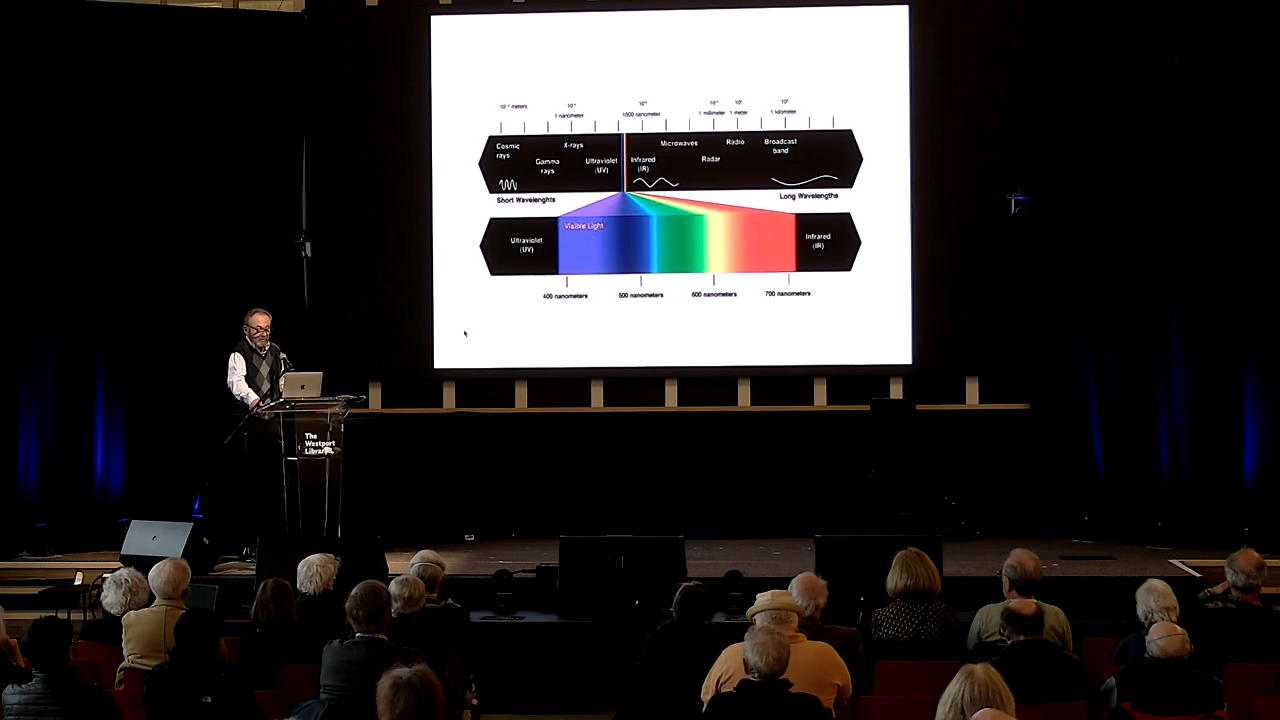 1 nanometer
1000 nanometer
1 millimeter
1 meter
1 kilometer
Cosmic
rays
X-rays
Gamma
rays
Ultraviolet
(UV)
Infrared
(IR)
Microwaves
Radar
Radio
Broadcast
band
Short Wavelenghts
Long Wavelengths
Ultraviolet
(UV)
Visible Light
Infrared
(IR)
400 nanometers
500 nanometers
600 nanometers
700 nanometers
The
Westport
Library